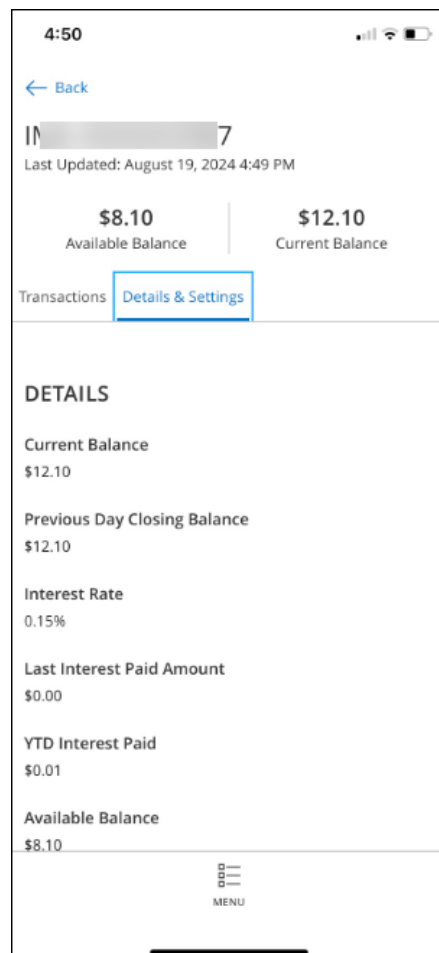 4:50
Back
7
Last Updated: August 19, 2024 4:49 PM
$8.10 $12.10
Available Balance Current Balance
Transactions Details & Settings
DETAILS
Current Balance
$12.10
Previous Day Closing Balance
$12.10
Interest Rate
0.15%
Last Interest Paid Amount
$0.00
YTD Interest Paid
$0.01
Available Balance
$8.10
MENU